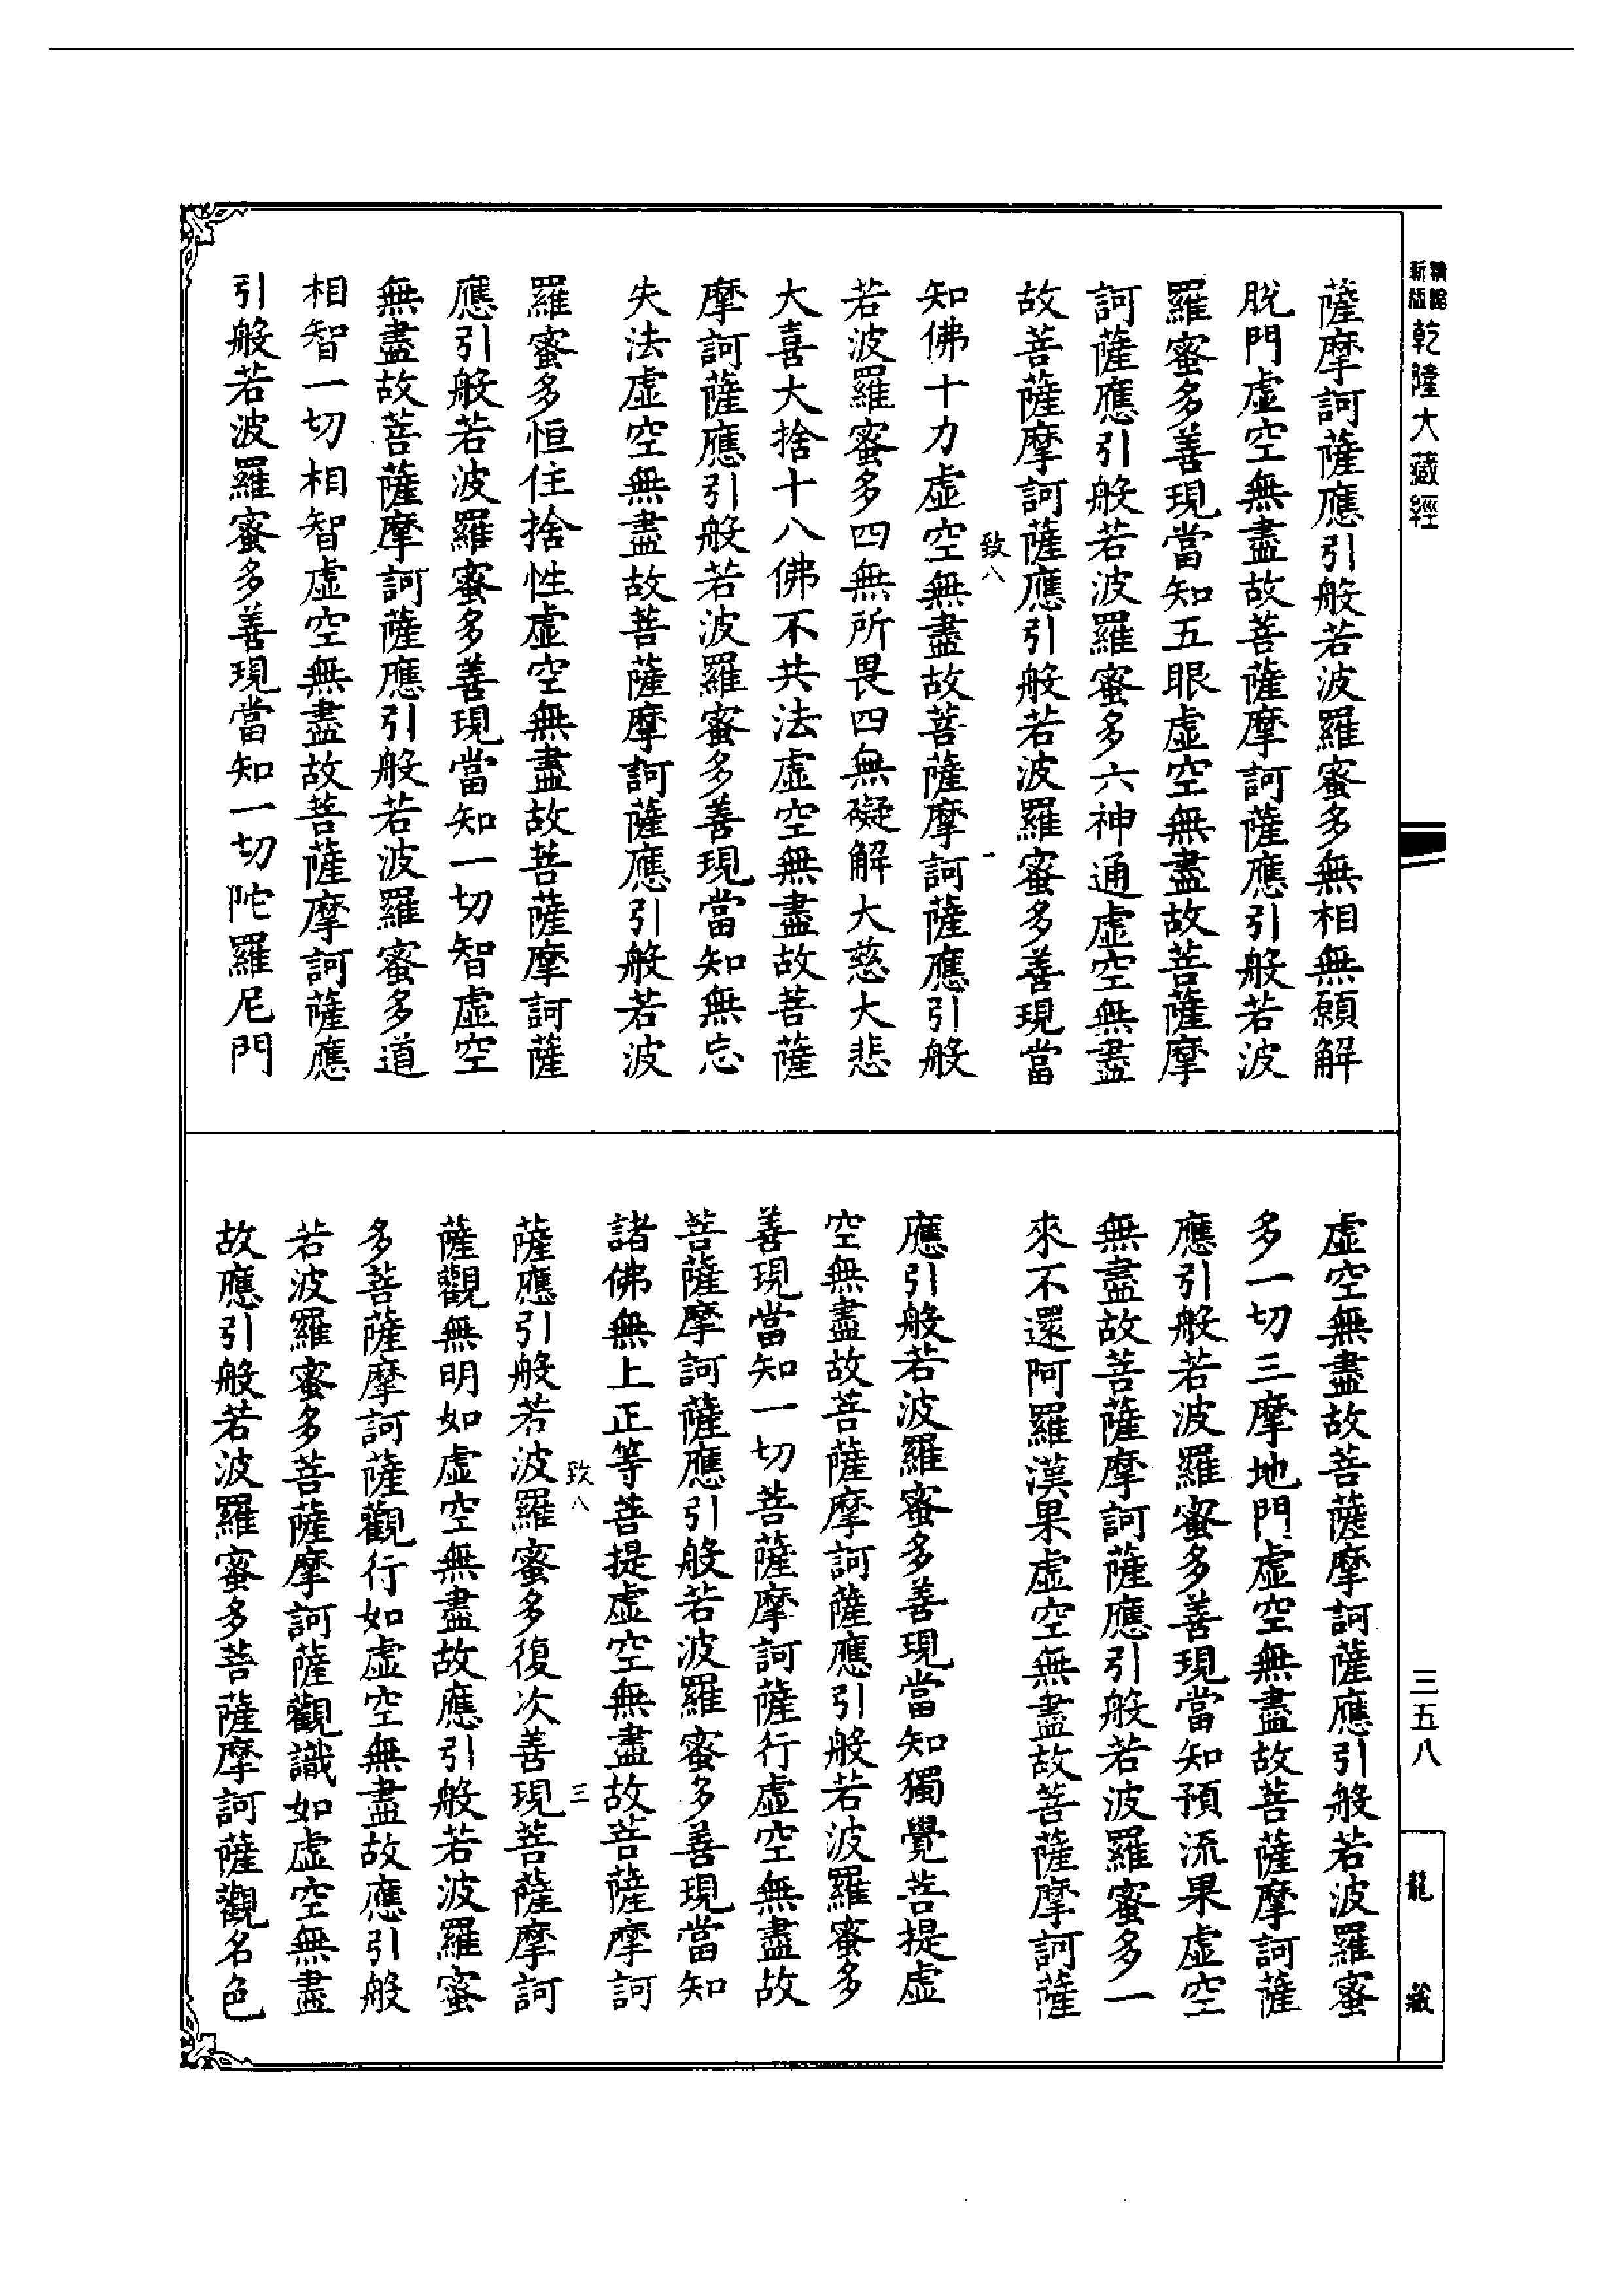 乾隆大藏經
薩摩訶薩應引般若波羅蜜多無相無願解
脫門虛空無盡故菩薩摩訶薩應引般若波
羅蜜多善現當知五眼虛空無盡故菩薩摩
訶薩應引般若波羅蜜多六神通虛空無盡
故菩薩摩訶薩應引般若波羅蜜多善現當
致八
一
知佛十力虛空無盡故菩薩摩訶薩應引般
若波羅蜜多四無所畏四無礙解大慈大悲
大喜大捨十八佛不共法虛空無盡故菩薩
摩訶薩應引般若波羅蜜多善現當知無忘
失法虛空無盡故菩薩摩訶薩應引般若波
羅蜜多恒住捨性虛空無盡故菩薩摩訶薩
應引般若波羅蜜多善現當知一切智虛空
無盡故菩薩摩訶薩應引般若波羅蜜多道
相智一切相智虛空無盡故菩薩摩訶薩應
引般若波羅蜜多善現當知一切陀羅尼門
虛空無盡故菩薩摩訶薩應引般若波羅蜜
多一切三摩地門虛空無盡故菩薩摩訶薩
應引般若波羅蜜多善現當知預流果虛空
無盡故菩薩摩訶薩應引般若波羅蜜多一
來不還阿羅漢果虛空無盡故菩薩摩訶薩
應引般若波羅蜜多善現當知獨覺菩提虛
空無盡故菩薩摩訶薩應引般若波羅蜜多
善現當知一切菩薩摩訶薩行虛空無盡故
菩薩摩訶薩應引般若波羅蜜多善現當知
諸佛無上正等菩提虛空無盡故菩薩摩訶
致八
三
薩應引般若波羅蜜多復次善現菩薩摩訶
薩觀無明如虛空無盡故應引般若波羅蜜
多菩薩摩訶薩觀行如虛空無盡故應引般
若波羅蜜多菩薩摩訶薩觀識如虛空無盡
故應引般若波羅蜜多菩薩摩訶薩觀名色
三五八
龍藏